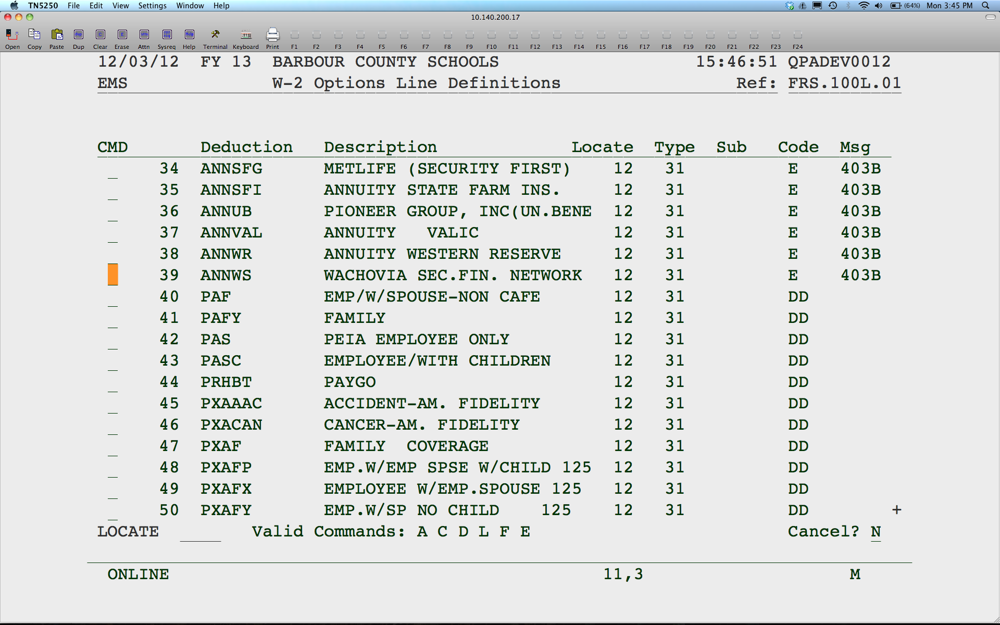 TN5250 File Edit View Settings Window Help (64%) Mon 3:45 PM
10.140.200.17
Open Copy Paste Dup Clear Erase Attn Sysreq Help Terminal Keyboard Print F1 F2 F3 F4 F5 F6 F7 F8 F9 F10 F11 F12 F13 F14 F15 F16 F17 F18 F19 F20 F21 F22 F23 F24
12/03/12 FY 13 BARBOUR COUNTY SCHOOLS 15:46:51 QPADEV0012
EMS W-2 Options Line Definitions Ref: FRS.100L.01
CMD Deduction Description Locate Type Sub Code Msg
_ 34 ANNSFG METLIFE (SECURITY FIRST) 12 31 E 403B
_ 35 ANNSFI ANNUITY STATE FARM INS. 12 31 E 403B
_ 36 ANNUB PIONEER GROUP, INC(UN.BENE 12 31 E 403B
_ 37 ANNVAL ANNUITY VALIC 12 31 E 403B
_ 38 ANNWR ANNUITY WESTERN RESERVE 12 31 E 403B
39 ANNWS WACHOVIA SEC.FIN. NETWORK 12 31 E 403B
_ 40 PAF EMP/W/SPOUSE-NON CAFE 12 31 DD
_ 41 PAFY FAMILY 12 31 DD
_ 42 PAS PEIA EMPLOYEE ONLY 12 31 DD
_ 43 PASC EMPLOYEE/WITH CHILDREN 12 31 DD
_ 44 PRHBT PAYGO 12 31 DD
_ 45 PXAAAC ACCIDENT-AM. FIDELITY 12 31 DD
_ 46 PXACAN CANCER-AM. FIDELITY 12 31 DD
_ 47 PXAF FAMILY COVERAGE 12 31 DD
_ 48 PXAFP EMP.W/EMP SPSE W/CHILD 125 12 31 DD
_ 49 PXAFX EMPLOYEE W/EMP.SPOUSE 125 12 31 DD
_ 50 PXAFY EMP.W/SP NO CHILD 125 12 31 DD +
LOCATE ____ Valid Commands: A C D L F E Cancel? N
ONLINE 11,3 M